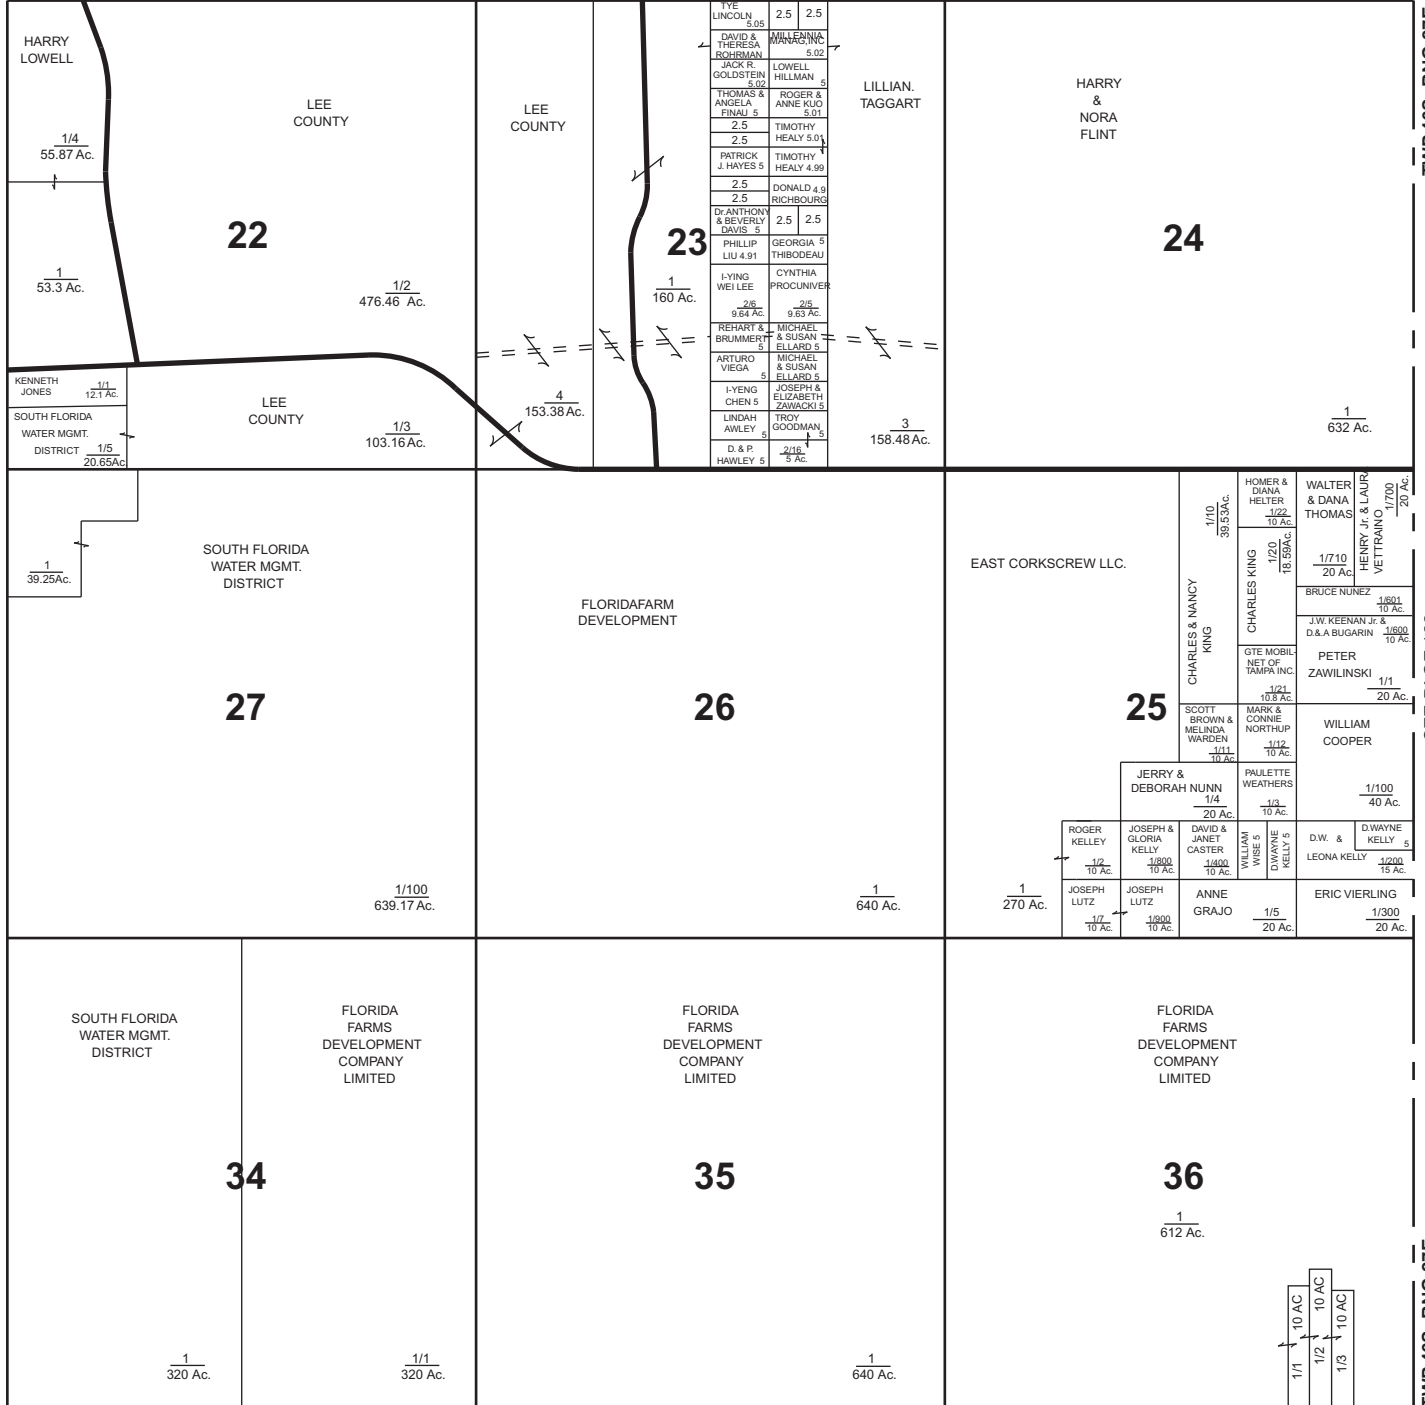 HARRY
LOWELL
1/4
55.87 Ac.
LEE
COUNTY
22
1
53.3 Ac.
1/2
476.46 Ac.
KENNETH
JONES
1/1
12.1 Ac.
SOUTH FLORIDA
WATER MGMT.
DISTRICT
1/5
20.65Ac
LEE
COUNTY
1/3
103.16 Ac.
LEE
COUNTY
4
153.38 Ac.
23
1
160 Ac.
TYE
LINCOLN
5.05
2.5
2.5
DAVID &
THERESA
ROHRMAN
MILLENNIA
MANAG,INC
5.02
JACK R.
GOLDSTEIN
5.02
LOWELL
HILLMAN
5
THOMAS &
ANGELA
FINAU 5
ROGER &
ANNE KUO
5.01
2.5
2.5
TIMOTHY
HEALY 5.01
PATRICK
J. HAYES 5
TIMOTHY
HEALY 4.99
2.5
2.5
DONALD 4.9
RICHBOURG
Dr.ANTHONY
& BEVERLY
DAVIS 5
2.5
2.5
PHILLIP
LIU 4.91
GEORGIA 5
THIBODEAU
I-YING
WEI LEE
2/6
9.64 Ac.
CYNTHIA
PROCUNIVER
2/5
9.63 Ac.
REHART &
BRUMMERT
5
MICHAEL
& SUSAN
ELLARD 5
ARTURO
VIEGA
5
MICHAEL
& SUSAN
ELLARD 5
I-YENG
CHEN 5
JOSEPH &
ELIZABETH
ZAWACKI 5
LINDAH
AWLEY
5
TROY
GOODMAN
5
D. & P.
HAWLEY 5
2/16
5 Ac.
LILLIAN.
TAGGART
3
158.48 Ac.
HARRY
&
NORA
FLINT
24
1
632 Ac.
1
39.25Ac.
SOUTH FLORIDA
WATER MGMT.
DISTRICT
27
1/100
639.17 Ac.
FLORIDAFARM
DEVELOPMENT
26
1
640 Ac.
EAST CORKSCREW LLC.
25
1
270 Ac.
CHARLES & NANCY
KING
1/10
39.53Ac.
HOMER &
DIANA
HELTER
1/22
10 Ac.
CHARLES KING
1/20
18.59Ac.
WALTER
& DANA
THOMAS
1/710
20 Ac.
HENRY Jr. & LAURA
VETTRAINO
1/700
20 Ac.
BRUCE NUNEZ
1/601
10 Ac.
J.W. KEENAN Jr. &
D.&.A BUGARIN
1/600
10 Ac.
GTE MOBIL-
NET OF
TAMPA INC.
1/21
10.8 Ac.
PETER
ZAWILINSKI
1/1
20 Ac.
SCOTT
BROWN &
MELINDA
WARDEN
1/11
10 Ac.
MARK &
CONNIE
NORTHUP
1/12
10 Ac.
WILLIAM
COOPER
1/100
40 Ac.
JERRY &
DEBORAH NUNN
1/4
20 Ac.
PAULETTE
WEATHERS
1/3
10 Ac.
ROGER
KELLEY
1/2
10 Ac.
JOSEPH &
GLORIA
KELLY
1/800
10 Ac.
DAVID &
JANET
CASTER
1/400
10 Ac.
WILLIAM
WISE 5
D.WAYNE
KELLY 5
D.W. &
LEONA KELLY
1/200
15 Ac.
D.WAYNE
KELLY
5
JOSEPH
LUTZ
1/7
10 Ac.
JOSEPH
LUTZ
1/900
10 Ac.
ANNE
GRAJO
1/5
20 Ac.
ERIC VIERLING
1/300
20 Ac.
SOUTH FLORIDA
WATER MGMT.
DISTRICT
34
1
320 Ac.
FLORIDA
FARMS
DEVELOPMENT
COMPANY
LIMITED
1/1
320 Ac.
FLORIDA
FARMS
DEVELOPMENT
COMPANY
LIMITED
35
1
640 Ac.
FLORIDA
FARMS
DEVELOPMENT
COMPANY
LIMITED
36
1
612 Ac.
1/1 10 AC
1/2 10 AC
1/3 10 AC